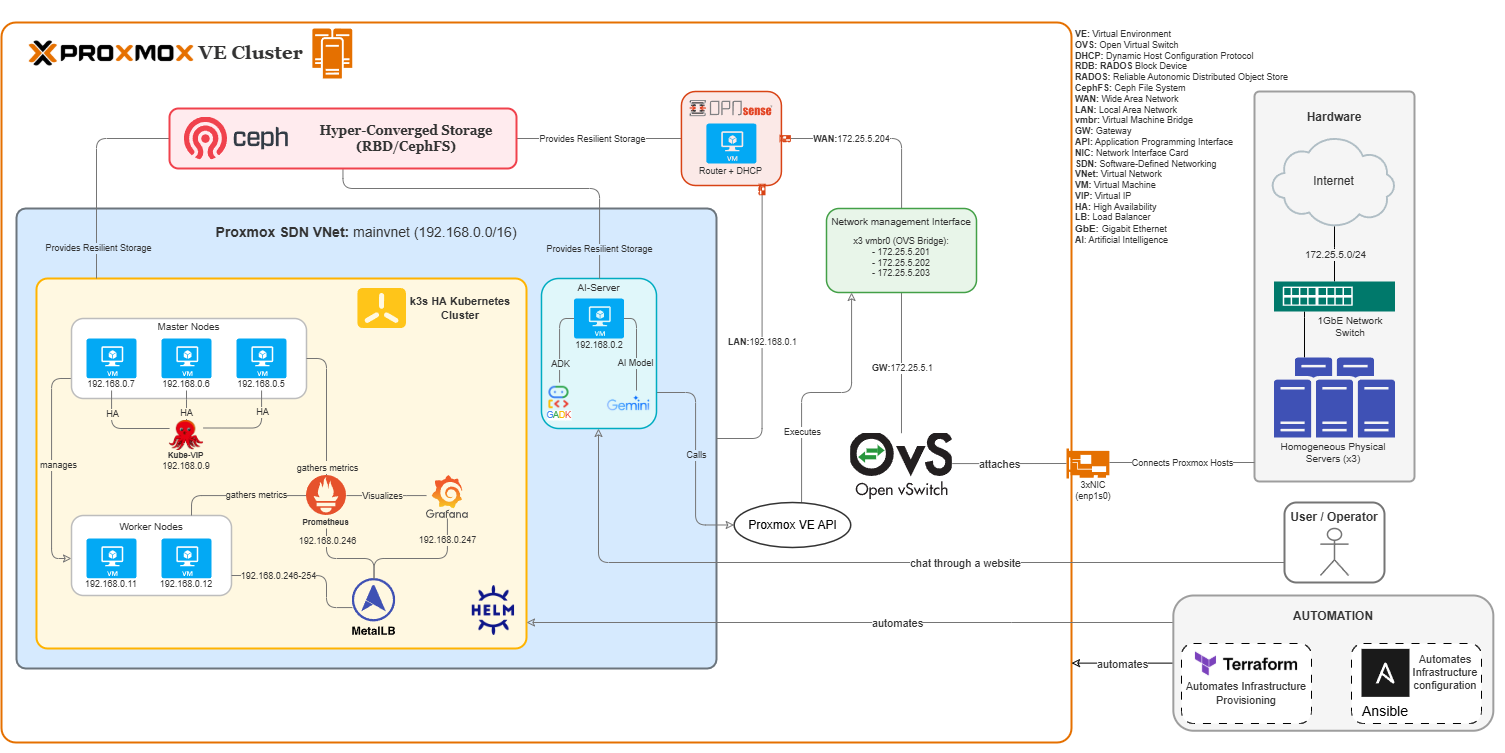 PROXMOX VE Cluster
VE: Virtual Environment
OVS: Open Virtual Switch
DHCP: Dynamic Host Configuration Protocol
RDB: RADOS Block Device
RADOS: Reliable Autonomic Distributed Object Store
CephFS: Ceph File System
WAN: Wide Area Network
LAN: Local Area Network
vmbr: Virtual Machine Bridge
GW: Gateway
API: Application Programming Interface
NIC: Network Interface Card
SDN: Software-Defined Networking
VNet: Virtual Network
VM: Virtual Machine
VIP: Virtual IP
HA: High Availability
LB: Load Balancer
GbE: Gigabit Ethernet
AI: Artificial Intelligence
ceph
Hyper-Converged Storage
(RBD/CephFS)
Provides Resilient Storage
OPNsense
VM
Router + DHCP
WAN:172.25.5.204
Hardware
Internet
172.25.5.0/24
1GbE Network
Switch
Homogeneous Physical
Servers (x3)
Proxmox SDN VNet: mainvnet (192.168.0.0/16)
Provides Resilient Storage
Provides Resilient Storage
Network management Interface
x3 vmbr0 (OVS Bridge):
- 172.25.5.201
- 172.25.5.202
- 172.25.5.203
k3s HA Kubernetes
Cluster
Master Nodes
VM
VM
VM
192.168.0.7
192.168.0.6
192.168.0.5
HA
HA
HA
Kube-VIP
192.168.0.9
manages
AI-Server
VM
192.168.0.2
ADK
AI Model
GADK
Gemini
LAN:192.168.0.1
GW:172.25.5.1
Executes
Calls
OvS
Open vSwitch
attaches
3xNIC
(enp1s0)
Connects Proxmox Hosts
gathers metrics
gathers metrics
Prometheus
192.168.0.246
Visualizes
Grafana
192.168.0.247
Worker Nodes
VM
VM
192.168.0.11
192.168.0.12
192.168.0.246-254
MetalLB
HELM
Proxmox VE API
User / Operator
chat through a website
automates
automates
AUTOMATION
Terraform
Automates Infrastructure
Provisioning
Automates
Infrastructure
configuration
Ansible